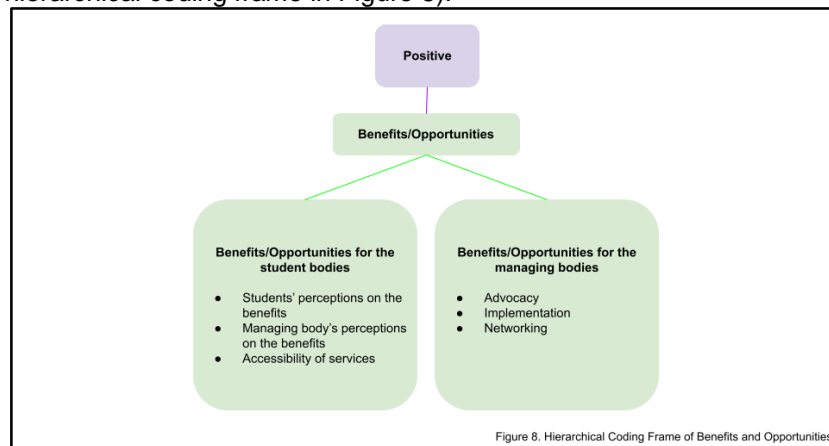 hierarchical coding frame in Figure 8).
Positive
Benefits/Opportunities
Benefits/Opportunities for the
student bodies
● Students' perceptions on the
benefits
● Managing body's perceptions
on the benefits
● Accessibility of services
Benefits/Opportunities for the
managing bodies
● Advocacy
● Implementation
● Networking
Figure 8. Hierarchical Coding Frame of Benefits and Opportunities